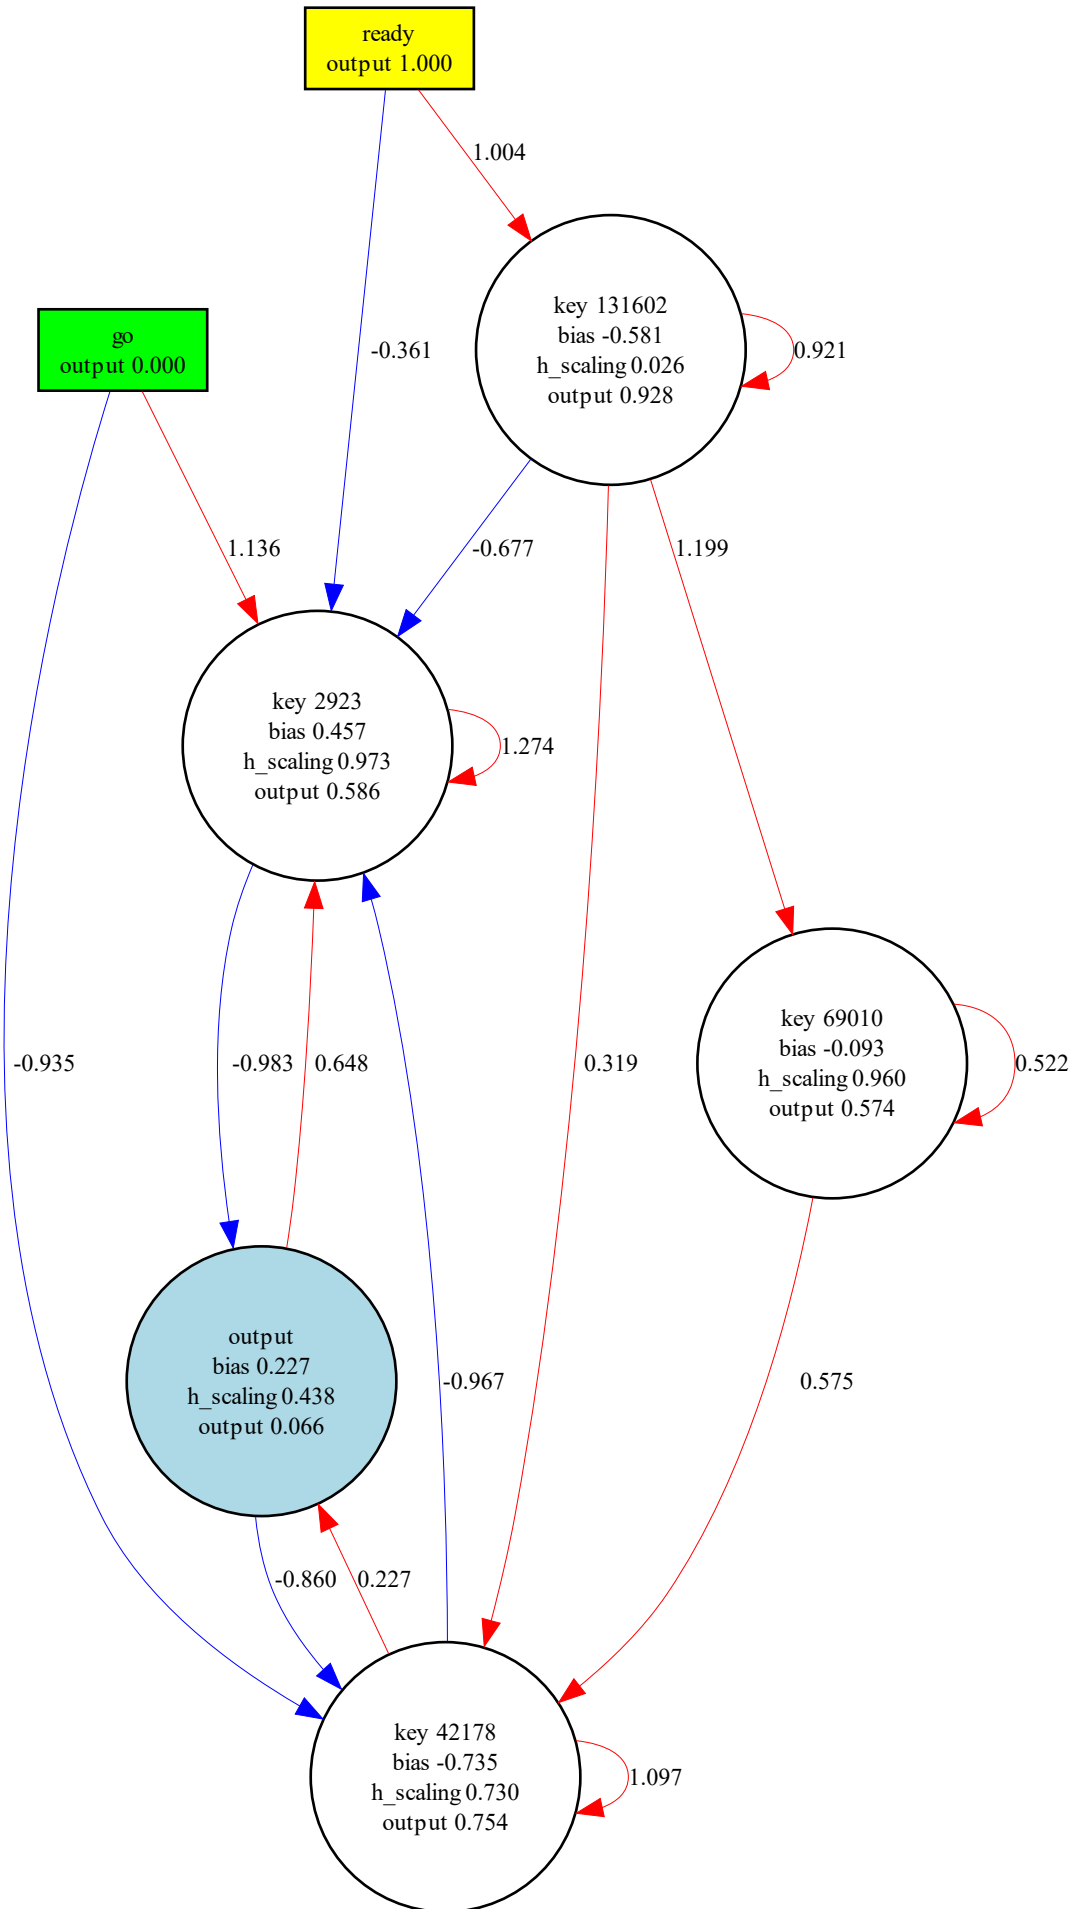 ready
output 1.000
1.004
key 131602
bias -0.581
h_scaling 0.026
output 0.928
0.921
go
output 0.000
-0.361
1.136
-0.677
1.199
key 2923
bias 0.457
h_scaling 0.973
output 0.586
1.274
key 69010
bias -0.093
h_scaling 0.960
output 0.574
0.522
-0.935
-0.983
0.648
0.319
output
bias 0.227
h_scaling 0.438
output 0.066
-0.967
0.575
-0.860
0.227
key 42178
bias -0.735
h_scaling 0.730
output 0.754
1.097